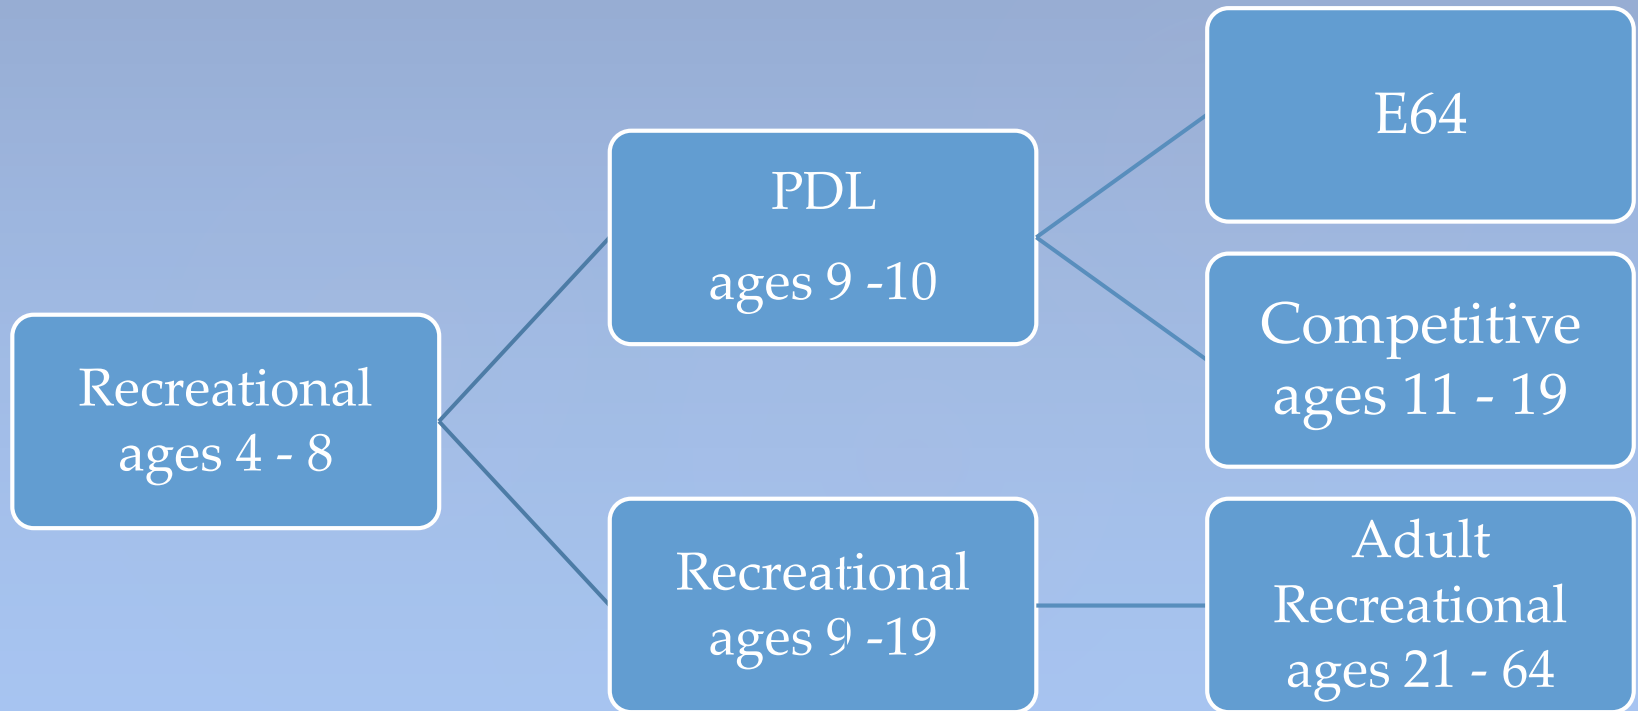 Recreational
ages 4 - 8
PDL
ages 9 -10
Recreational
ages 9 -19
E64
Competitive
ages 11 - 19
Adult
Recreational
ages 21 - 64